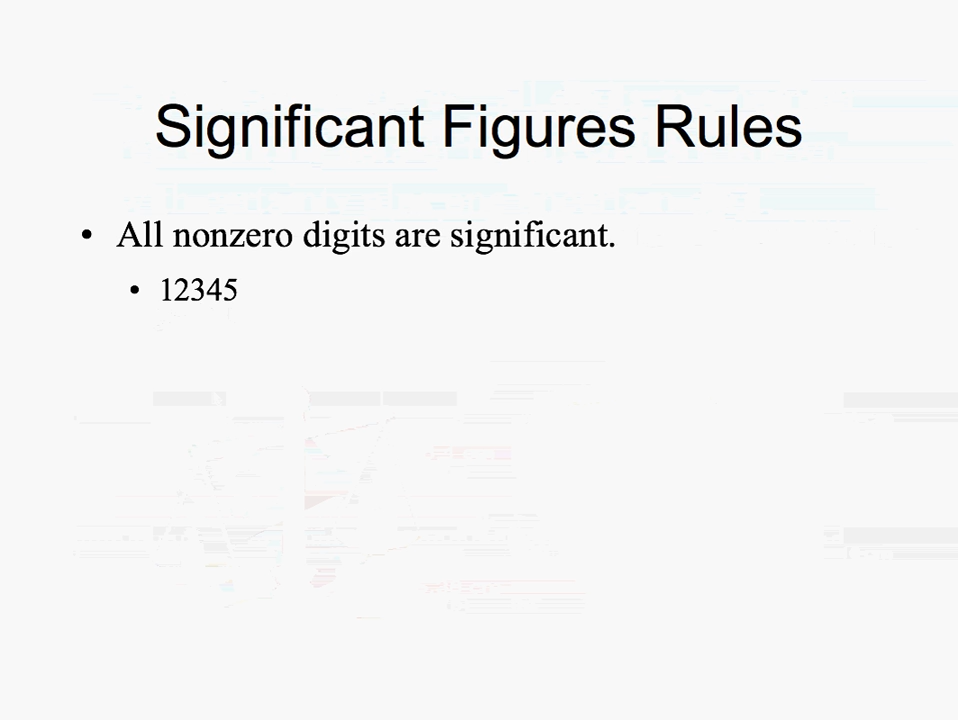 Significant Figures Rules
• All nonzero digits are significant.
• 12345